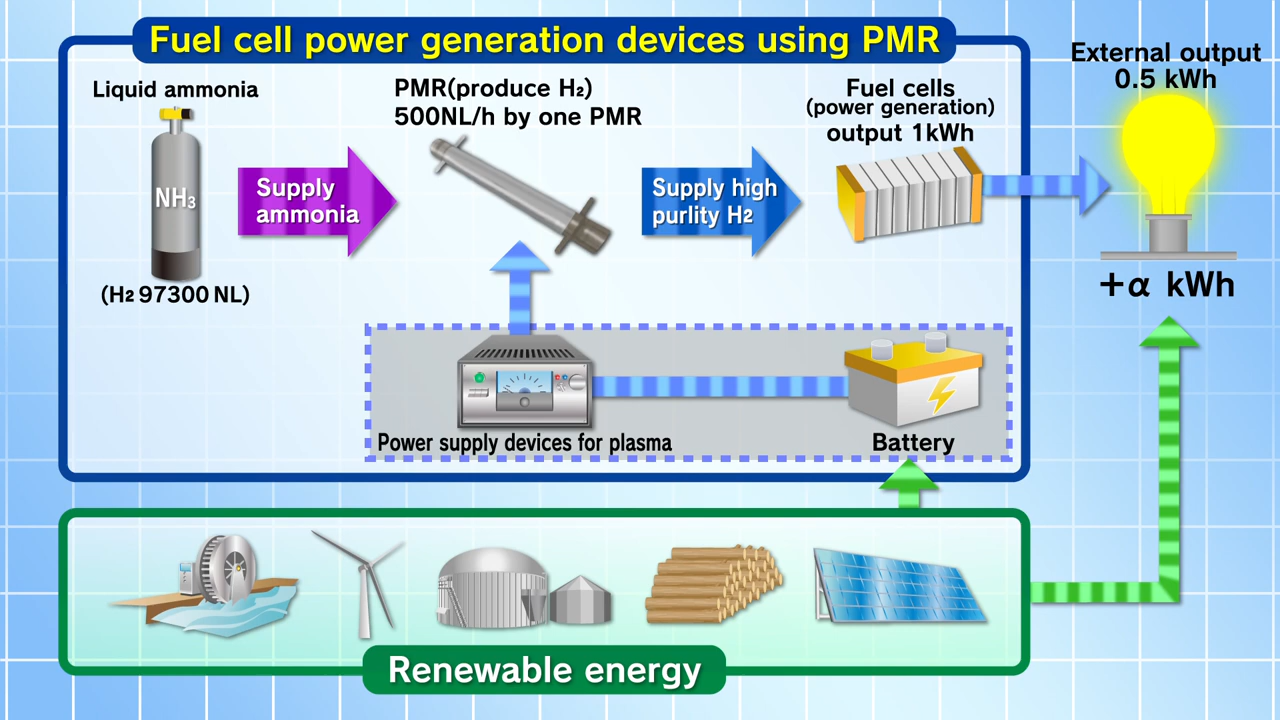 Fuel cell power generation devices using PMR
External output
0.5 kWh
Liquid ammonia
PMR(produce H₂)
500NL/h by one PMR
Fuel cells
(power generation)
output 1kWh
NH₃
Supply
ammonia
Supply high
purlity H₂
(H₂ 97300 NL)
+α kWh
Power supply devices for plasma
Battery
Renewable energy